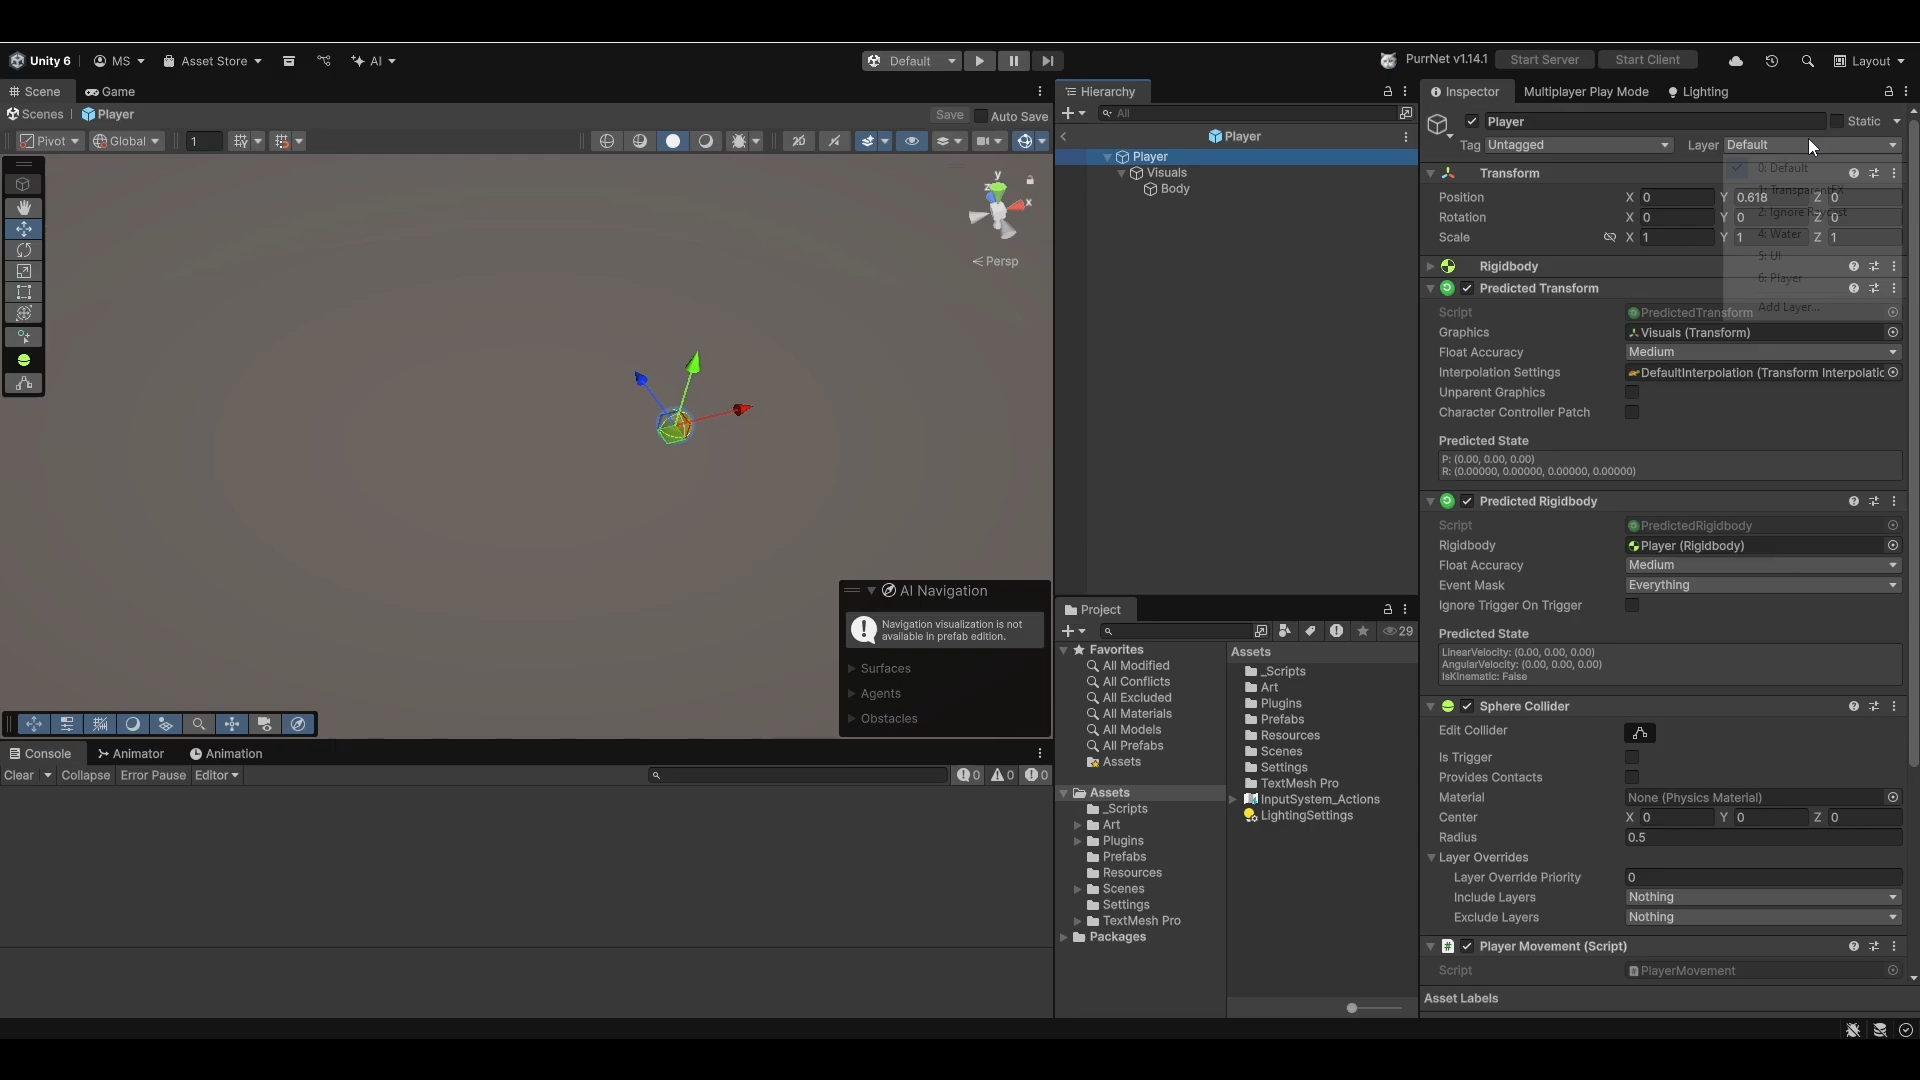 Unity 6 MS Asset Store AI Default PurrNet v1.14.1 Start Server Start Client Layout
Scene Game
Scenes Player Save Auto Save
Pivot Global 1 2D
y
z
x
Persp
AI Navigation
Navigation visualization is not
available in prefab edition.
Surfaces
Agents
Obstacles
Console Animator Animation
Clear Collapse Error Pause Editor 0 0 0
Hierarchy
All
Player
Player
Visuals
Body
Project
29
Favorites
All Modified
All Conflicts
All Excluded
All Materials
All Models
All Prefabs
Assets
Assets
_Scripts
Art
Plugins
Prefabs
Resources
Scenes
Settings
TextMesh Pro
Packages
Assets
_Scripts
Art
Plugins
Prefabs
Resources
Scenes
Settings
TextMesh Pro
InputSystem_Actions
LightingSettings
Inspector Multiplayer Play Mode Lighting
Player Static
Tag Untagged Layer Default
0: Default
1: TransparentFX
2: Ignore Raycast
4: Water
5: UI
6: Player
Add Layer...
Transform
Position X 0 Y 0.618 Z 0
Rotation X 0 Y 0 Z 0
Scale X 1 Y 1 Z 1
Rigidbody
Predicted Transform
Script PredictedTransform
Graphics Visuals (Transform)
Float Accuracy Medium
Interpolation Settings DefaultInterpolation (Transform Interpolatic
Unparent Graphics
Character Controller Patch
Predicted State
P: (0.00, 0.00, 0.00)
R: (0.00000, 0.00000, 0.00000, 0.00000)
Predicted Rigidbody
Script PredictedRigidbody
Rigidbody Player (Rigidbody)
Float Accuracy Medium
Event Mask Everything
Ignore Trigger On Trigger
Predicted State
LinearVelocity: (0.00, 0.00, 0.00)
AngularVelocity: (0.00, 0.00, 0.00)
IsKinematic: False
Sphere Collider
Edit Collider
Is Trigger
Provides Contacts
Material None (Physics Material)
Center X 0 Y 0 Z 0
Radius 0.5
Layer Overrides
Layer Override Priority 0
Include Layers Nothing
Exclude Layers Nothing
# Player Movement (Script)
Script PlayerMovement
Asset Labels